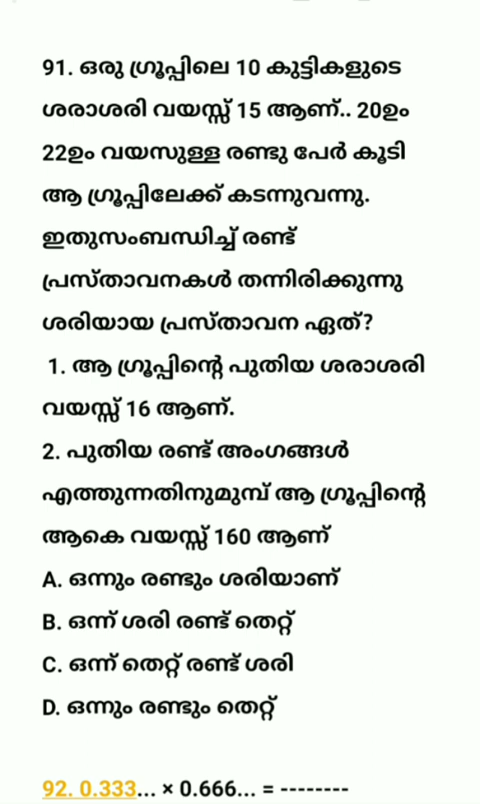 91. ഒരു ഗ്രൂപ്പിലെ 10 കുട്ടികളുടെ
ശരാശരി വയസ്സ് 15 ആണ്.. 20ഉം
22ഉം വയസുള്ള രണ്ടു പേർ കൂടി
ആ ഗ്രൂപ്പിലേക്ക് കടന്നുവന്നു.
ഇതുസംബന്ധിച്ച് രണ്ട്
പ്രസ്താവനകൾ തന്നിരിക്കുന്നു
ശരിയായ പ്രസ്താവന ഏത്?
1. ആ ഗ്രൂപ്പിന്റെ പുതിയ ശരാശരി
വയസ്സ് 16 ആണ്.
2. പുതിയ രണ്ട് അംഗങ്ങൾ
എത്തുന്നതിനുമുമ്പ് ആ ഗ്രൂപ്പിന്റെ
ആകെ വയസ്സ് 160 ആണ്
A. ഒന്നും രണ്ടും ശരിയാണ്
B. ഒന്ന് ശരി രണ്ട് തെറ്റ്
C. ഒന്ന് തെറ്റ് രണ്ട് ശരി
D. ഒന്നും രണ്ടും തെറ്റ്
92. 0.333... × 0.666... = --------